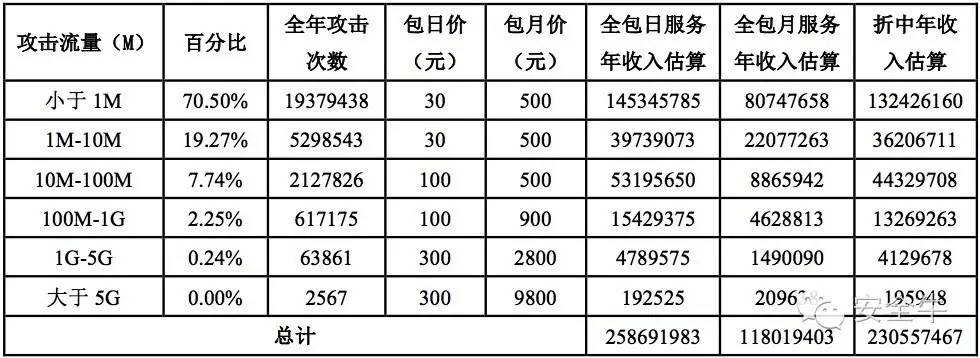 攻击流量（M） 百分比 全年攻击次数 包日价（元） 包月价（元） 全包日服务年收入估算 全包月服务年收入估算 折中年收入估算
小于 1M 70.50% 19379438 30 500 145345785 80747658 132426160
1M-10M 19.27% 5298543 30 500 39739073 22077263 36206711
10M-100M 7.74% 2127826 100 500 53195650 8865942 44329708
100M-1G 2.25% 617175 100 900 15429375 4628813 13269263
1G-5G 0.24% 63861 300 2800 4789575 1490090 4129678
大于 5G 0.00% 2567 300 9800 192525 195948
总计 258691983 118019403 230557467
安全牛